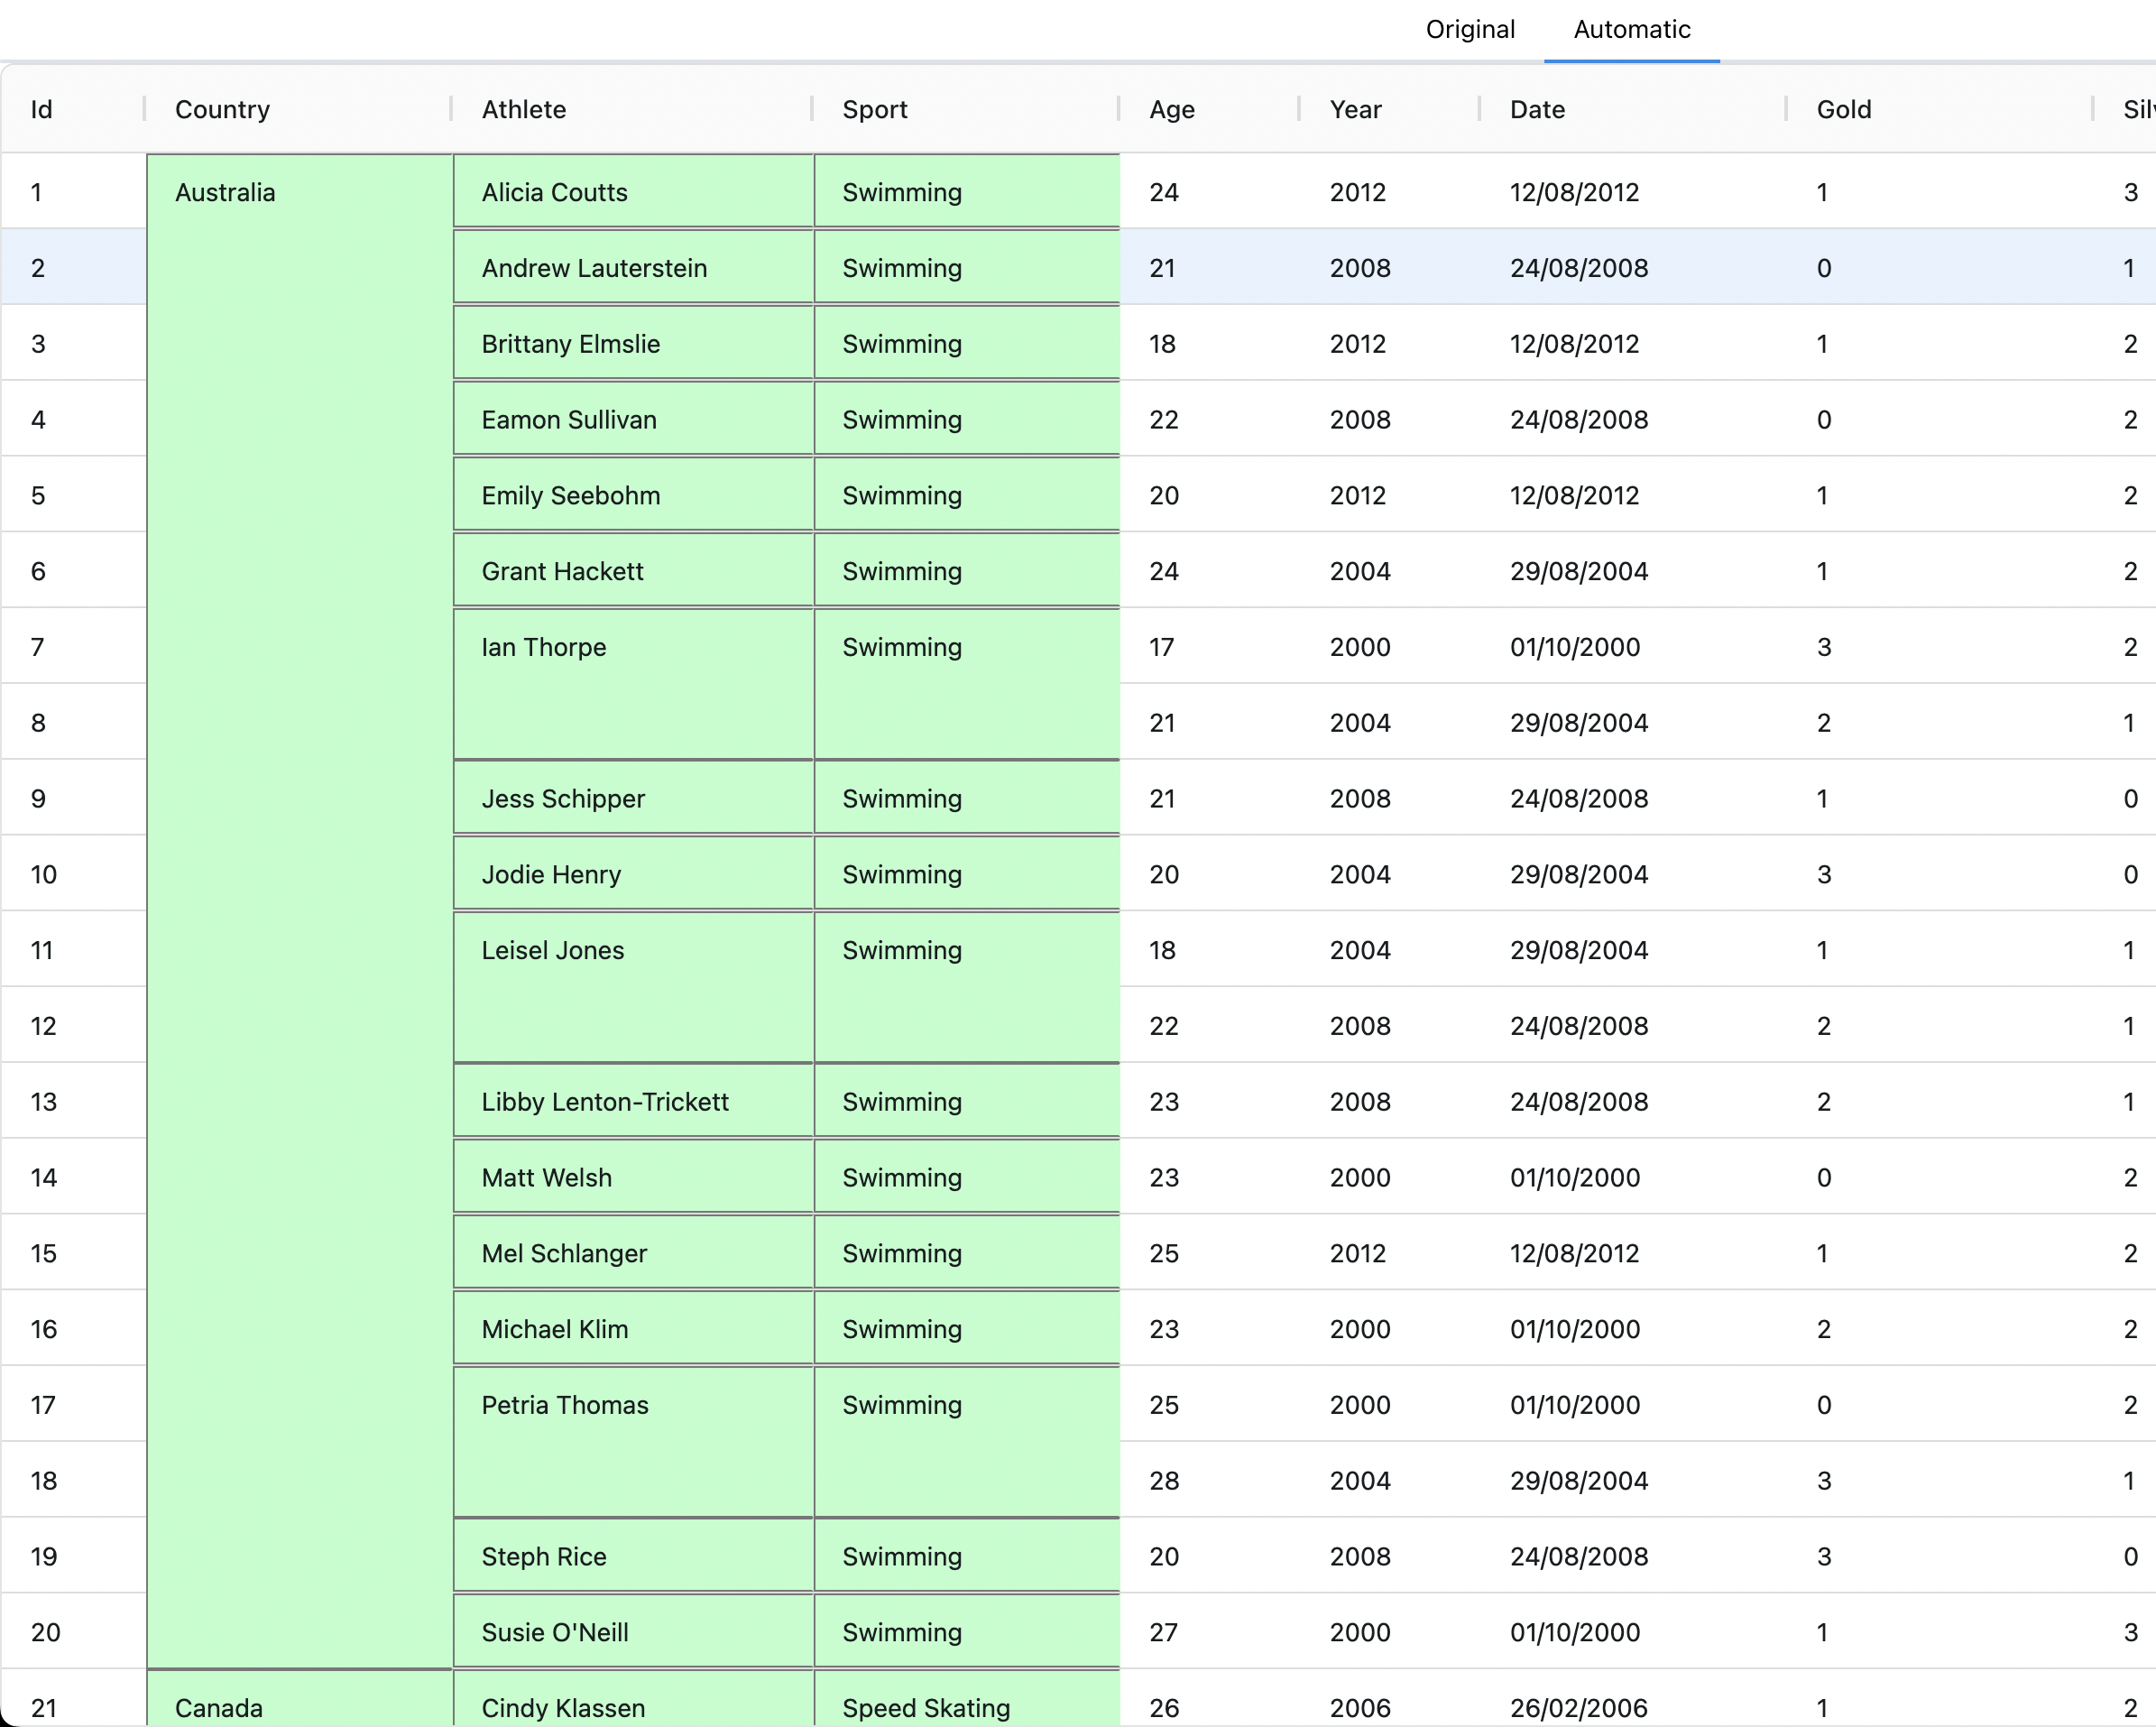 Original Automatic
Id Country Athlete Sport Age Year Date Gold
1 Australia Alicia Coutts Swimming 24 2012 12/08/2012 1 3
2 Andrew Lauterstein Swimming 21 2008 24/08/2008 0 1
3 Brittany Elmslie Swimming 18 2012 12/08/2012 1 2
4 Eamon Sullivan Swimming 22 2008 24/08/2008 0 2
5 Emily Seebohm Swimming 20 2012 12/08/2012 1 2
6 Grant Hackett Swimming 24 2004 29/08/2004 1 2
7 Ian Thorpe Swimming 17 2000 01/10/2000 3 2
8 21 2004 29/08/2004 2 1
9 Jess Schipper Swimming 21 2008 24/08/2008 1 0
10 Jodie Henry Swimming 20 2004 29/08/2004 3 0
11 Leisel Jones Swimming 18 2004 29/08/2004 1 1
12 22 2008 24/08/2008 2 1
13 Libby Lenton-Trickett Swimming 23 2008 24/08/2008 2 1
14 Matt Welsh Swimming 23 2000 01/10/2000 0 2
15 Mel Schlanger Swimming 25 2012 12/08/2012 1 2
16 Michael Klim Swimming 23 2000 01/10/2000 2 2
17 Petria Thomas Swimming 25 2000 01/10/2000 0 2
18 28 2004 29/08/2004 3 1
19 Steph Rice Swimming 20 2008 24/08/2008 3 0
20 Susie O'Neill Swimming 27 2000 01/10/2000 1 3
21 Canada Cindy Klassen Speed Skating 26 2006 26/02/2006 1 2